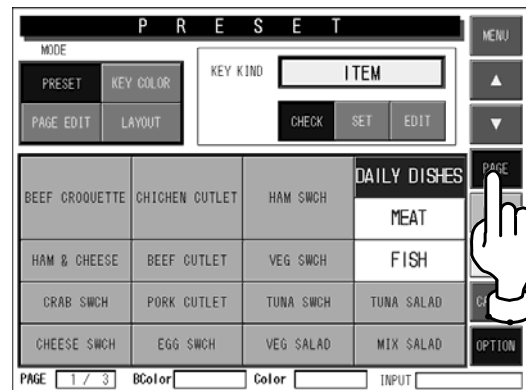 PRESET
MENU
MODE
PRESET KEY COLOR
PAGE EDIT LAYOUT
KEY KIND ITEM
CHECK SET EDIT
PAGE
BEEF CROQUETTE CHICHEN CUTLET HAM SWCH DAILY DISHES
MEAT
HAM & CHEESE BEEF CUTLET VEG SWCH FISH
CRAB SWCH PORK CUTLET TUNA SWCH TUNA SALAD
CHEESE SWCH EGG SWCH VEG SALAD MIX SALAD
OPTION
PAGE 1 / 3 BColor Color INPUT